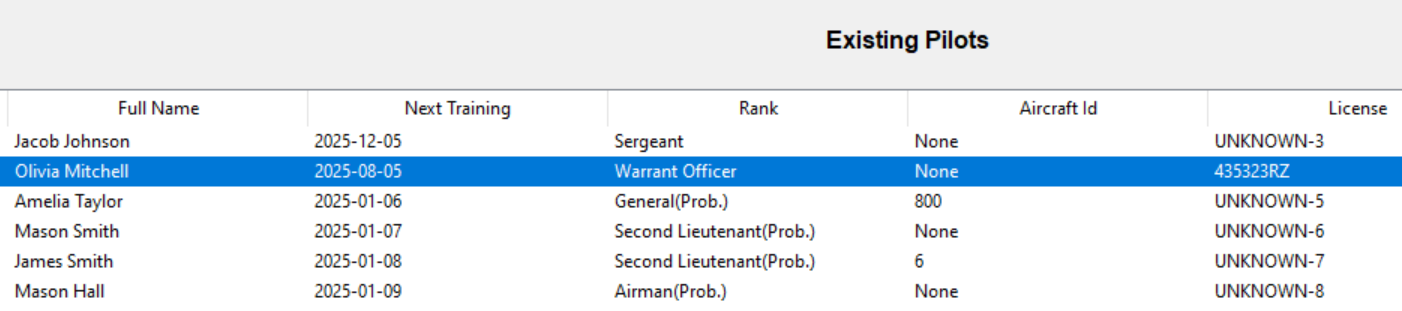 Existing Pilots
Full Name Next Training Rank Aircraft Id License
Jacob Johnson 2025-12-05 Sergeant None UNKNOWN-3
Olivia Mitchell 2025-08-05 Warrant Officer None 435323RZ
Amelia Taylor 2025-01-06 General(Prob.) 800 UNKNOWN-5
Mason Smith 2025-01-07 Second Lieutenant(Prob.) None UNKNOWN-6
James Smith 2025-01-08 Second Lieutenant(Prob.) 6 UNKNOWN-7
Mason Hall 2025-01-09 Airman(Prob.) None UNKNOWN-8